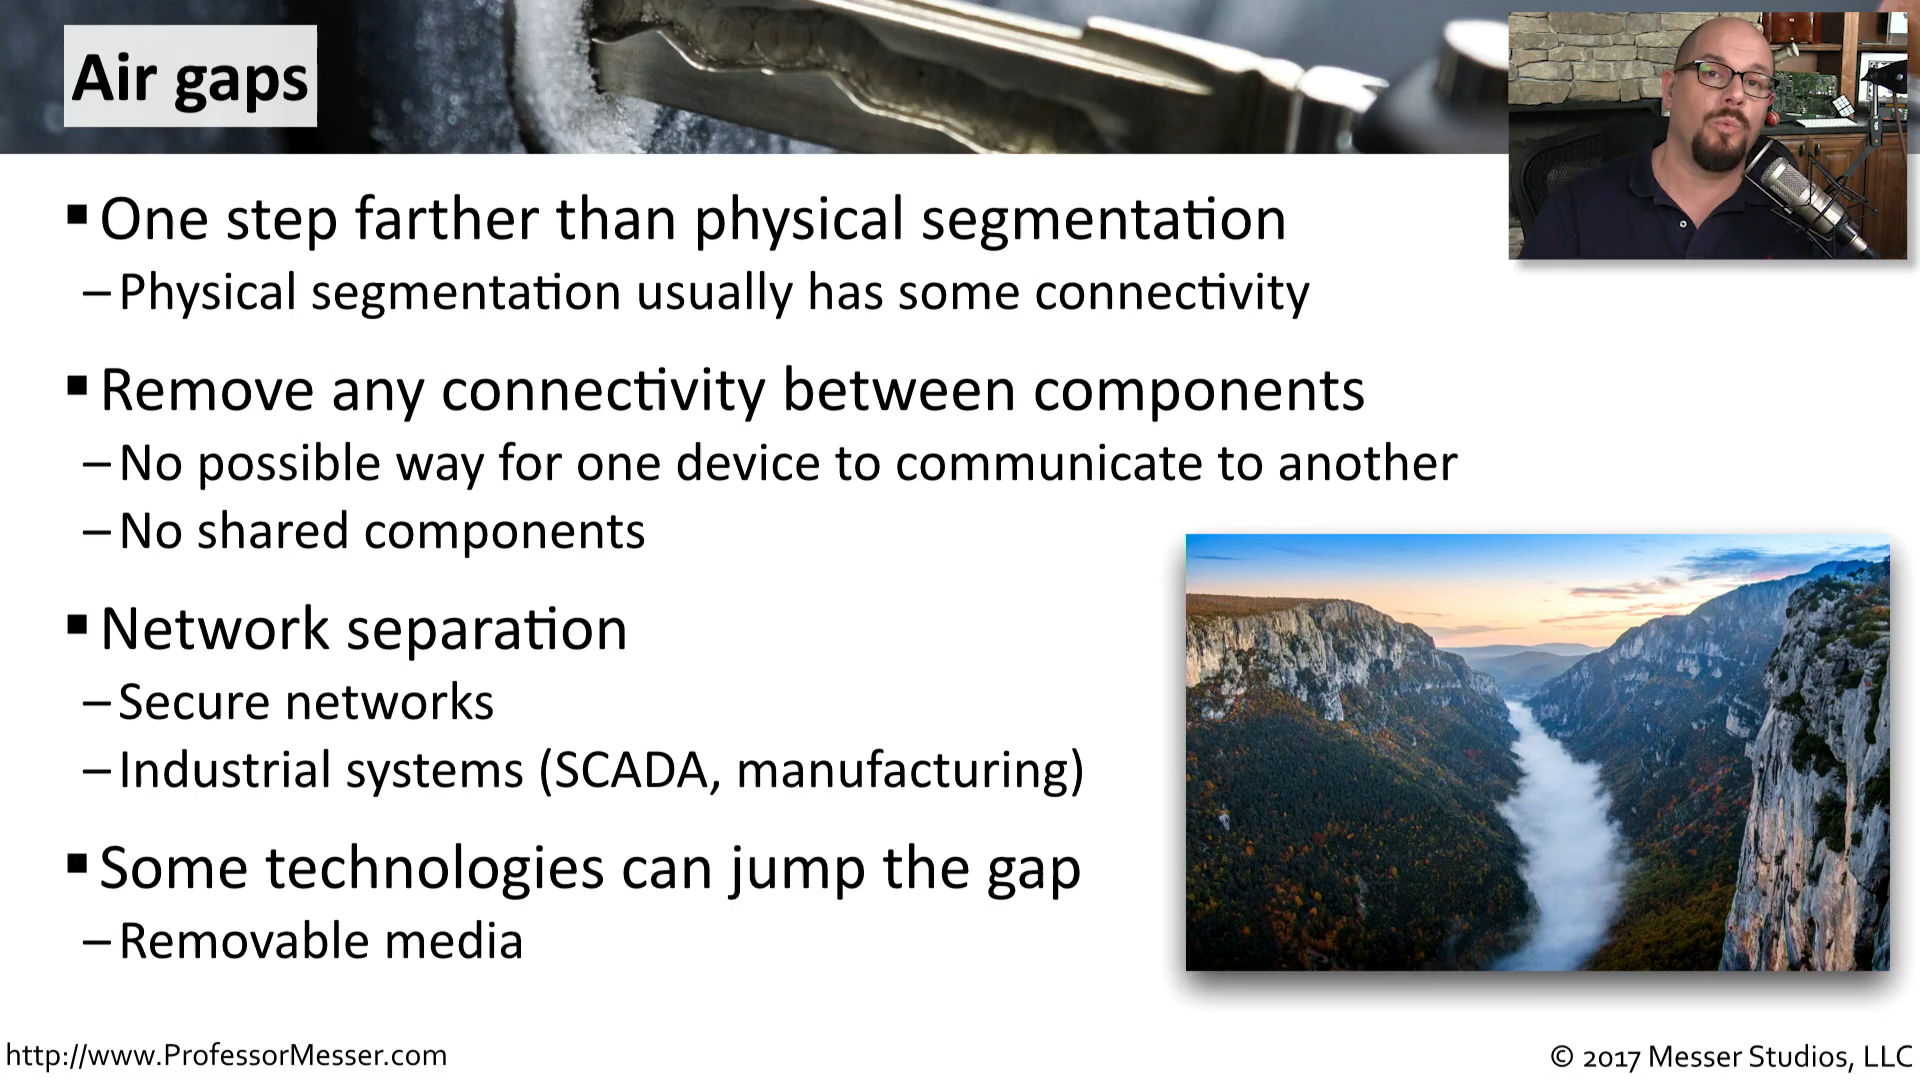 Air gaps
▪ One step farther than physical segmentation
– Physical segmentation usually has some connectivity
▪ Remove any connectivity between components
– No possible way for one device to communicate to another
– No shared components
▪ Network separation
– Secure networks
– Industrial systems (SCADA, manufacturing)
▪ Some technologies can jump the gap
– Removable media
http://www.ProfessorMesser.com
© 2017 Messer Studios, LLC